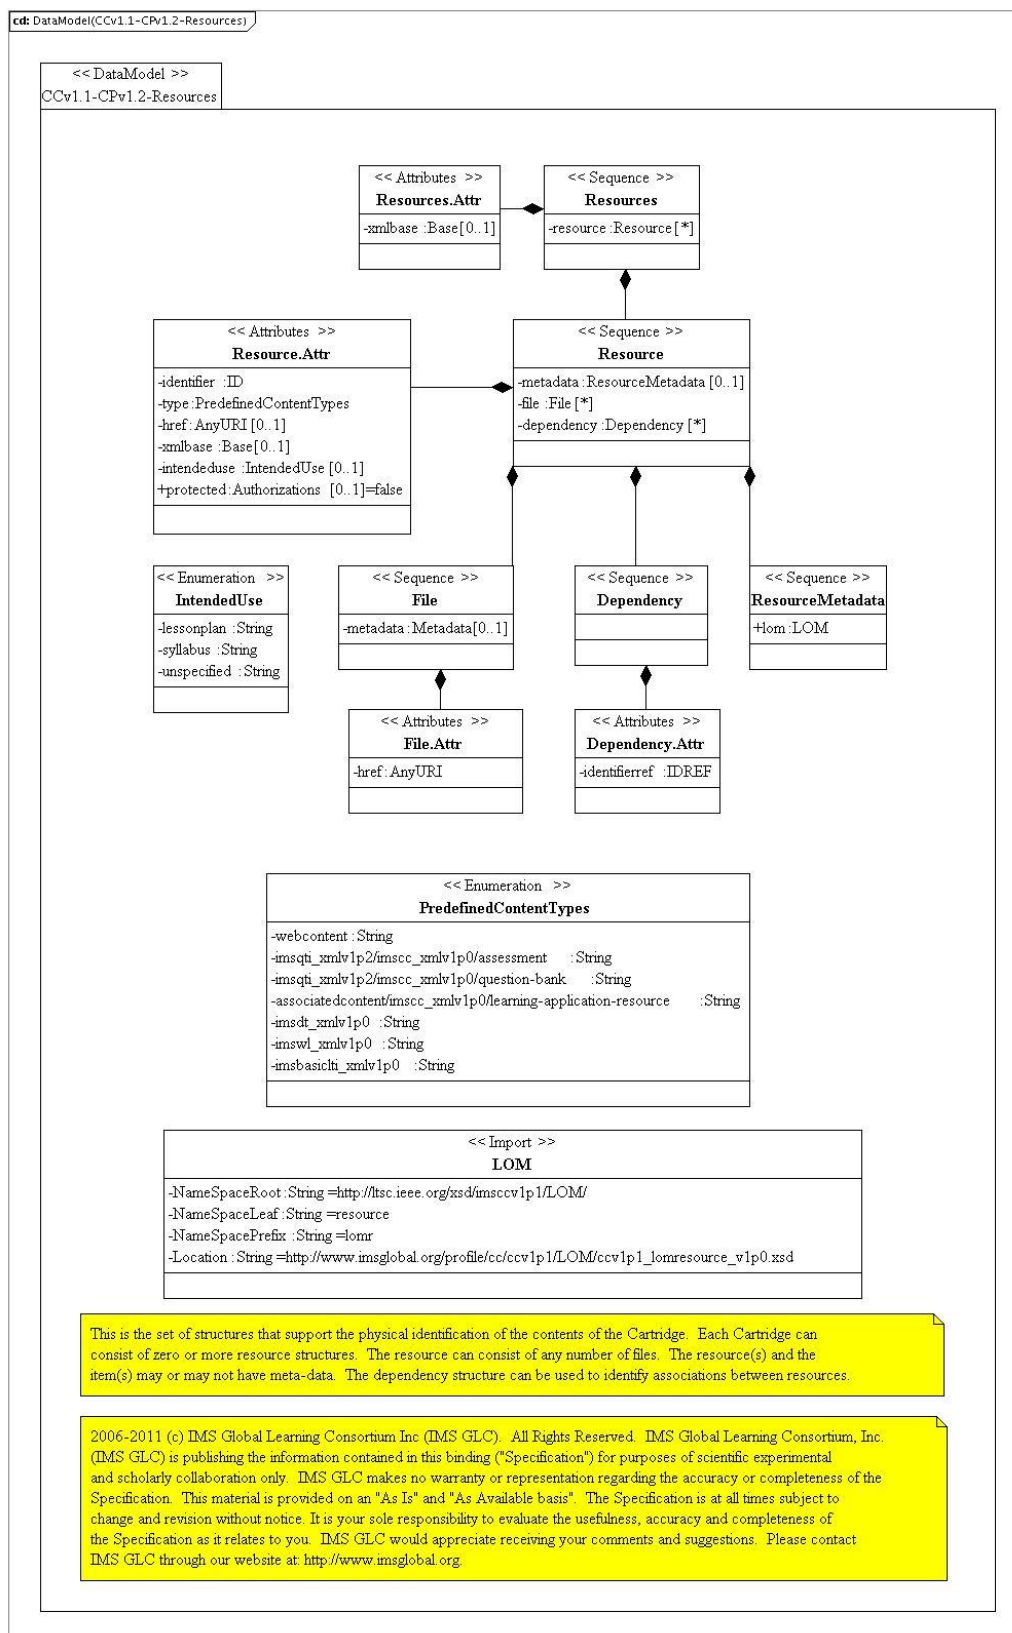 cd: DataModel(CCv1.1-CPv1.2-Resources)
<< DataModel >>
CCv1.1-CPv1.2-Resources
<< Attributes >>
Resources.Attr
-xmlbase :Base[0..1]
<< Sequence >>
Resources
-resource :Resource [*]
<< Attributes >>
Resource.Attr
-identifier :ID
-type :PredefinedContentTypes
-href :AnyURI [0..1]
-xmlbase :Base[0..1]
-intendeduse :IntendedUse [0..1]
+protected :Authorizations [0..1]=false
<< Sequence >>
Resource
-metadata :ResourceMetadata [0..1]
-file :File [*]
-dependency :Dependency [*]
<< Enumeration >>
IntendedUse
-lessonplan :String
-syllabus :String
-unspecified :String
<< Sequence >>
File
-metadata :Metadata[0..1]
<< Sequence >>
Dependency
<< Sequence >>
ResourceMetadata
+lom :LOM
<< Attributes >>
File.Attr
-href :AnyURI
<< Attributes >>
Dependency.Attr
-identifierref :IDREF
<< Enumeration >>
PredefinedContentTypes
-webcontent :String
-imsqti_xmlv1p2/imscc_xmlv1p0/assessment :String
-imsqti_xmlv1p2/imscc_xmlv1p0/question-bank :String
-associatedcontent/imscc_xmlv1p0/learning-application-resource :String
-imsdt_xmlv1p0 :String
-imswl_xmlv1p0 :String
-imsbasiclti_xmlv1p0 :String
<< Import >>
LOM
-NameSpaceRoot :String =http://ltsc.ieee.org/xsd/imsccv1p1/LOM/
-NameSpaceLeaf :String =resource
-NameSpacePrefix :String =lomr
-Location :String =http://www.imsglobal.org/profile/cc/ccv1p1/LOM/ccv1p1_lomresource_v1p0.xsd
This is the set of structures that support the physical identification of the contents of the Cartridge. Each Cartridge can
consist of zero or more resource structures. The resource can consist of any number of files. The resource(s) and the
item(s) may or may not have meta-data. The dependency structure can be used to identify associations between resources.
2006-2011 (c) IMS Global Learning Consortium Inc (IMS GLC). All Rights Reserved. IMS Global Learning Consortium, Inc.
(IMS GLC) is publishing the information contained in this binding ("Specification") for purposes of scientific experimental
and scholarly collaboration only. IMS GLC makes no warranty or representation regarding the accuracy or completeness of the
Specification. This material is provided on an "As Is" and "As Available basis". The Specification is at all times subject to
change and revision without notice. It is your sole responsibility to evaluate the usefulness, accuracy and completeness of
the Specification as it relates to you. IMS GLC would appreciate receiving your comments and suggestions. Please contact
IMS GLC through our website at: http://www.imsglobal.org.